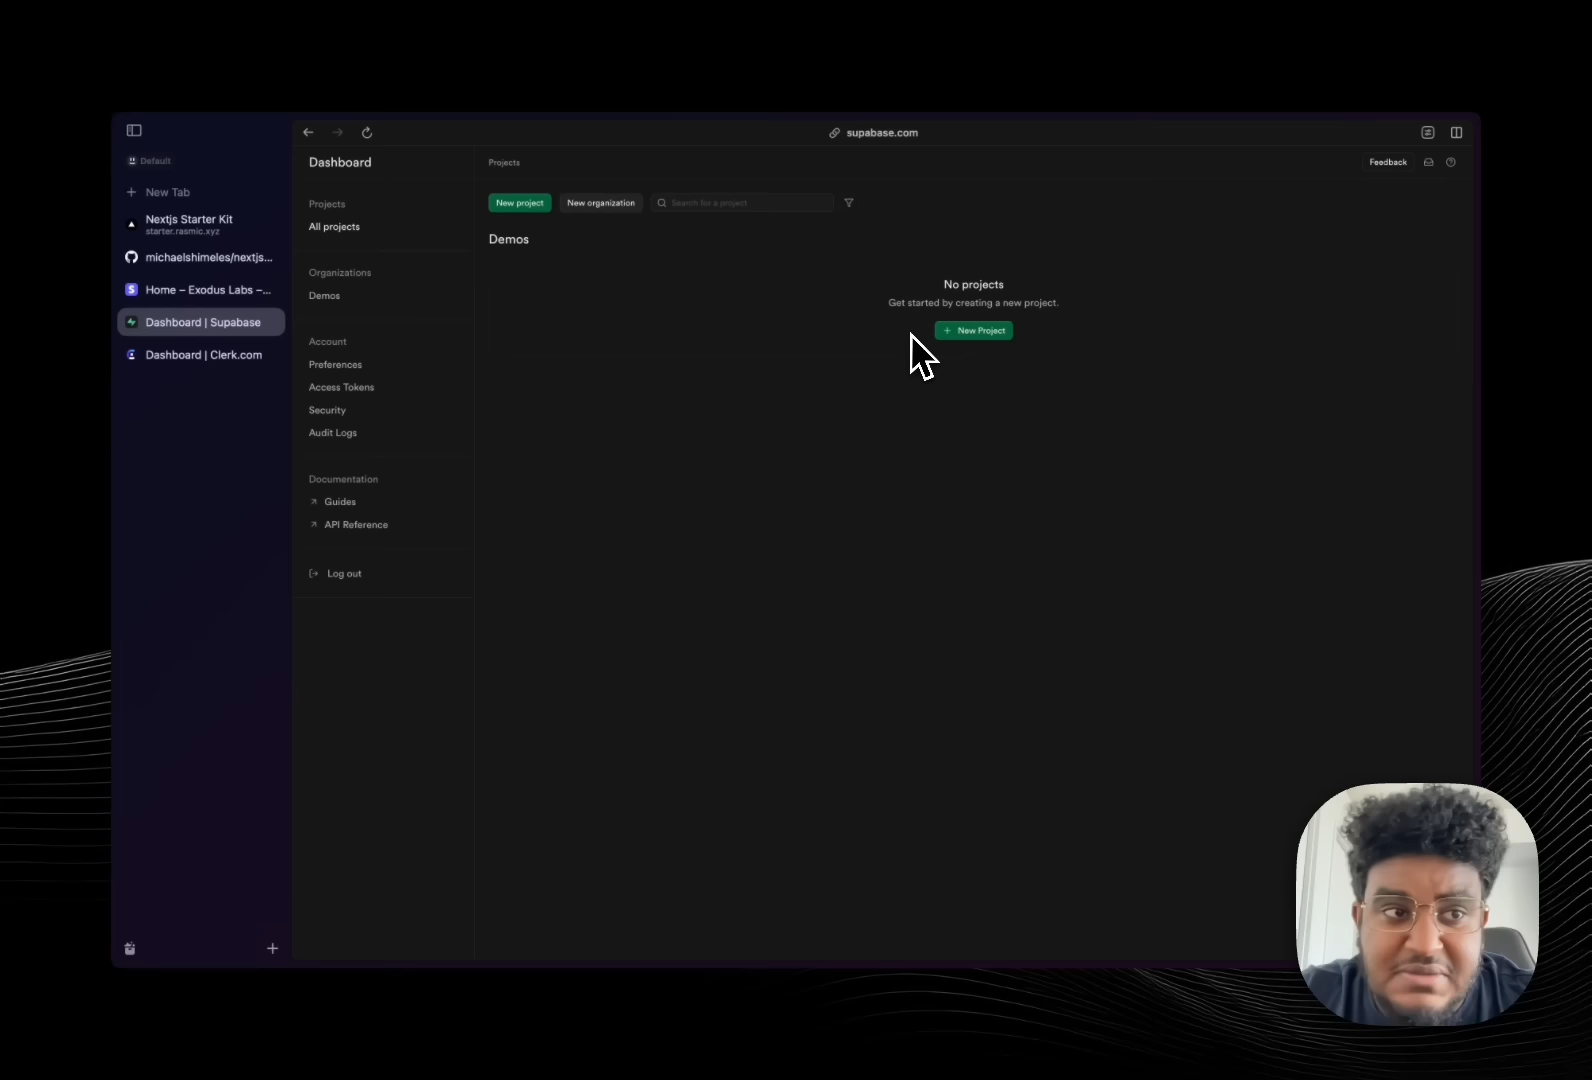 Default
New Tab
Nextjs Starter Kit
starter.rasmic.xyz
michaelshimeles/nextjs...
Home – Exodus Labs –...
Dashboard | Supabase
Dashboard | Clerk.com
supabase.com
Dashboard
Projects
All projects
Organizations
Demos
Account
Preferences
Access Tokens
Security
Audit Logs
Documentation
Guides
API Reference
Log out
Projects
Feedback
New project
New organization
Search for a project
Demos
No projects
Get started by creating a new project.
New Project